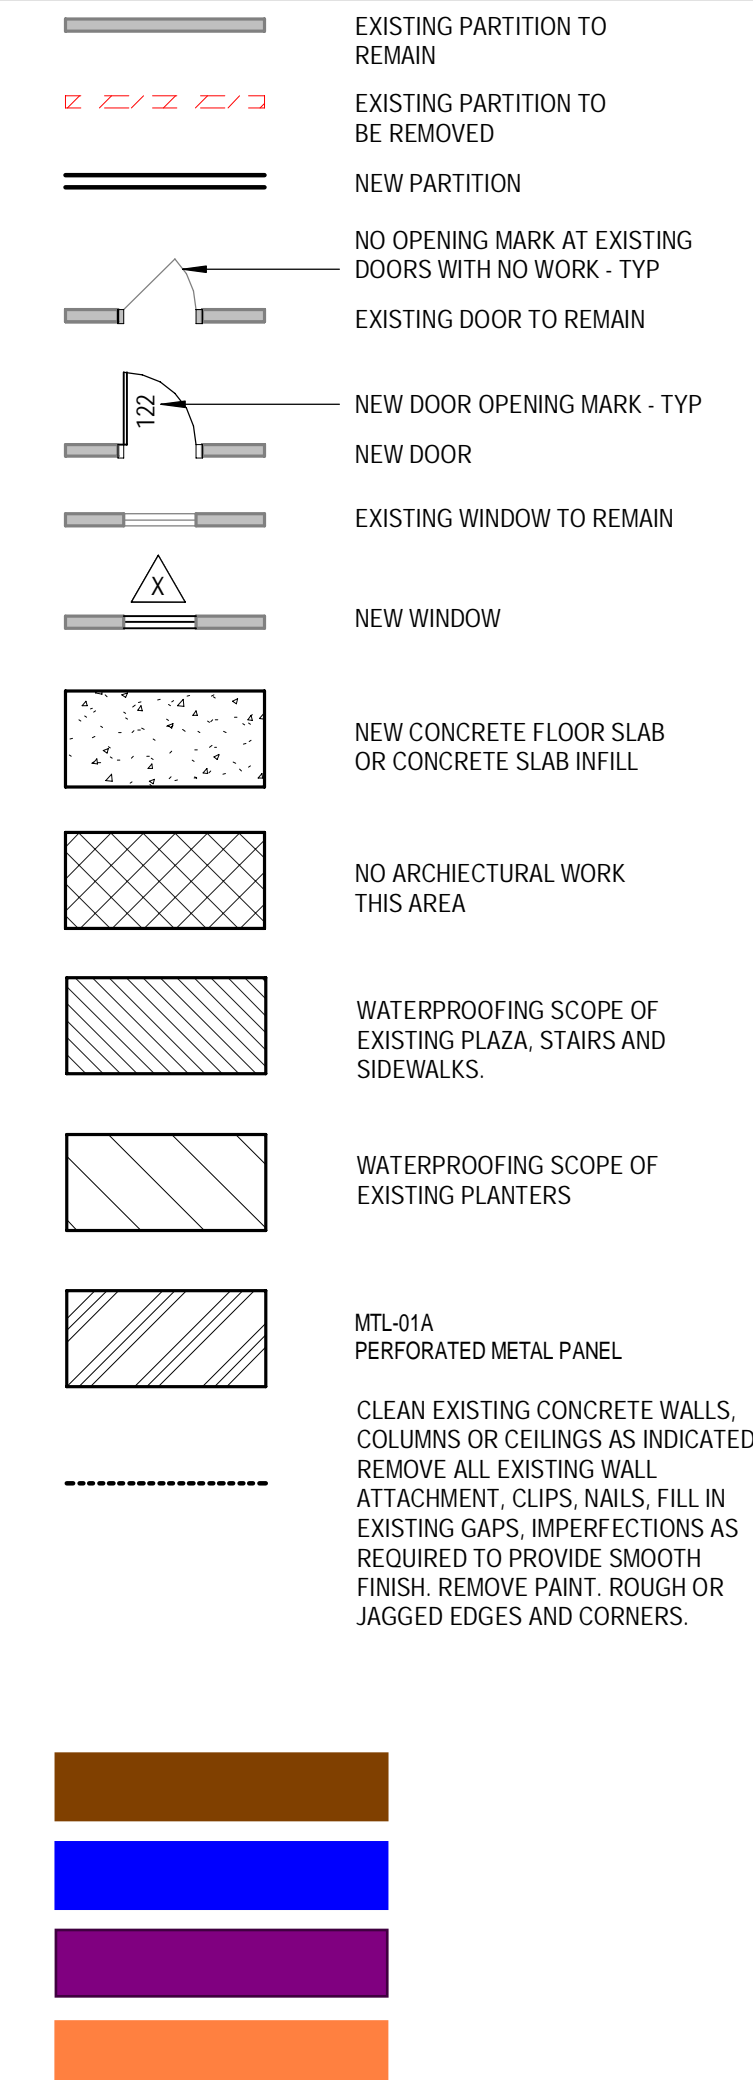 EXISTING PARTITION TO
REMAIN
EXISTING PARTITION TO
BE REMOVED
NEW PARTITION
NO OPENING MARK AT EXISTING
DOORS WITH NO WORK - TYP
EXISTING DOOR TO REMAIN
122
NEW DOOR OPENING MARK - TYP
NEW DOOR
EXISTING WINDOW TO REMAIN
X
NEW WINDOW
NEW CONCRETE FLOOR SLAB
OR CONCRETE SLAB INFILL
NO ARCHIECTURAL WORK
THIS AREA
WATERPROOFING SCOPE OF
EXISTING PLAZA, STAIRS AND
SIDEWALKS.
WATERPROOFING SCOPE OF
EXISTING PLANTERS
MTL-01A
PERFORATED METAL PANEL
CLEAN EXISTING CONCRETE WALLS,
COLUMNS OR CEILINGS AS INDICATED
REMOVE ALL EXISTING WALL
ATTACHMENT, CLIPS, NAILS, FILL IN
EXISTING GAPS, IMPERFECTIONS AS
REQUIRED TO PROVIDE SMOOTH
FINISH. REMOVE PAINT. ROUGH OR
JAGGED EDGES AND CORNERS.